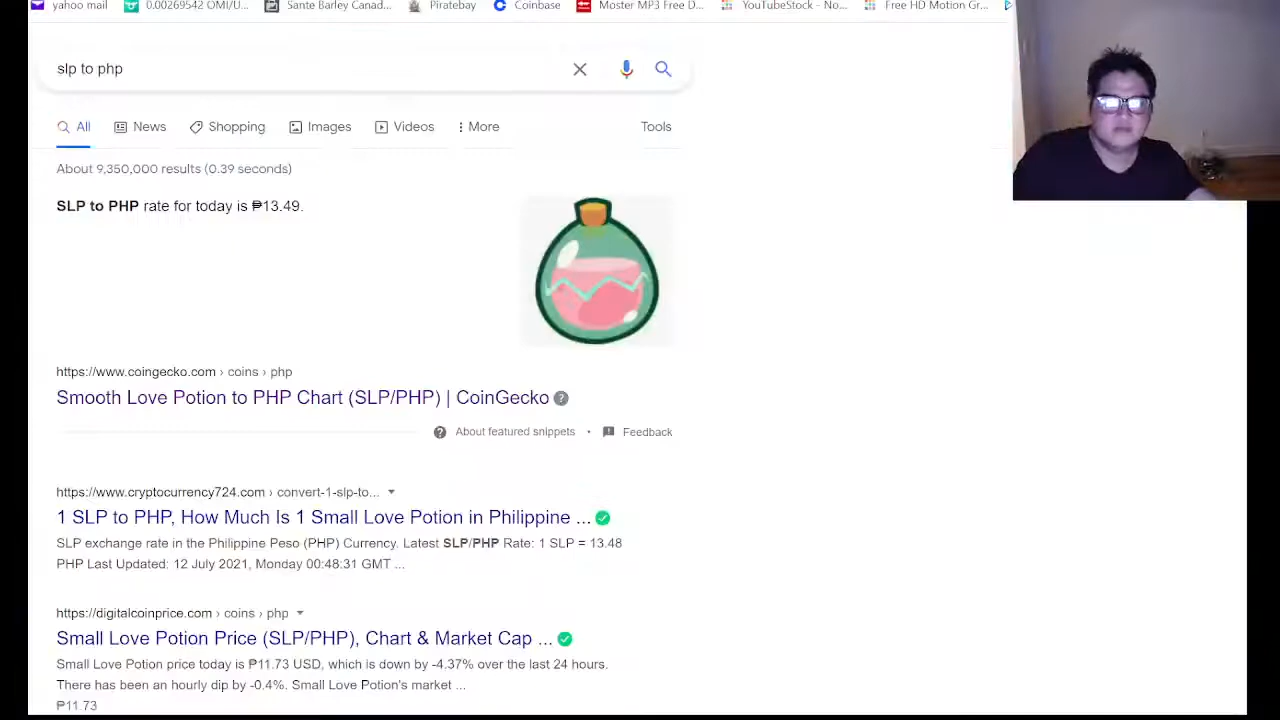 yahoo mail 0.00269542 OMI/U... Sante Barley Canad... Piratebay Coinbase Moster MP3 Free D... YouTubeStock - No... Free HD Motion Gr...
slp to php
All News Shopping Images Videos More Tools
About 9,350,000 results (0.39 seconds)
SLP to PHP rate for today is ₱13.49.
https://www.coingecko.com › coins › php
Smooth Love Potion to PHP Chart (SLP/PHP) | CoinGecko
About featured snippets • Feedback
https://www.cryptocurrency724.com › convert-1-slp-to...
1 SLP to PHP, How Much Is 1 Small Love Potion in Philippine ...
SLP exchange rate in the Philippine Peso (PHP) Currency. Latest SLP/PHP Rate: 1 SLP = 13.48
PHP Last Updated: 12 July 2021, Monday 00:48:31 GMT ...
https://digitalcoinprice.com › coins › php
Small Love Potion Price (SLP/PHP), Chart & Market Cap ...
Small Love Potion price today is ₱11.73 USD, which is down by -4.37% over the last 24 hours.
There has been an hourly dip by -0.4%. Small Love Potion's market ...
₱11.73